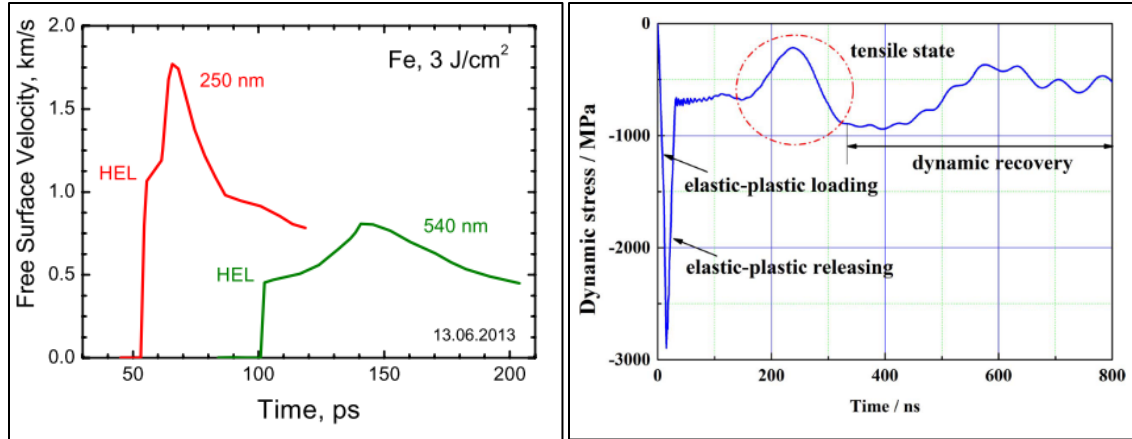 Free Surface Velocity, km/s
2.0
1.5
1.0
0.5
0.0
Fe, 3 J/cm²
250 nm
HEL
540 nm
HEL
13.06.2013
50
100
150
200
Time, ps
Dynamic stress / MPa
0
-1000
-2000
-3000
tensile state
dynamic recovery
elastic-plastic loading
elastic-plastic releasing
0
200
400
600
800
Time / ns